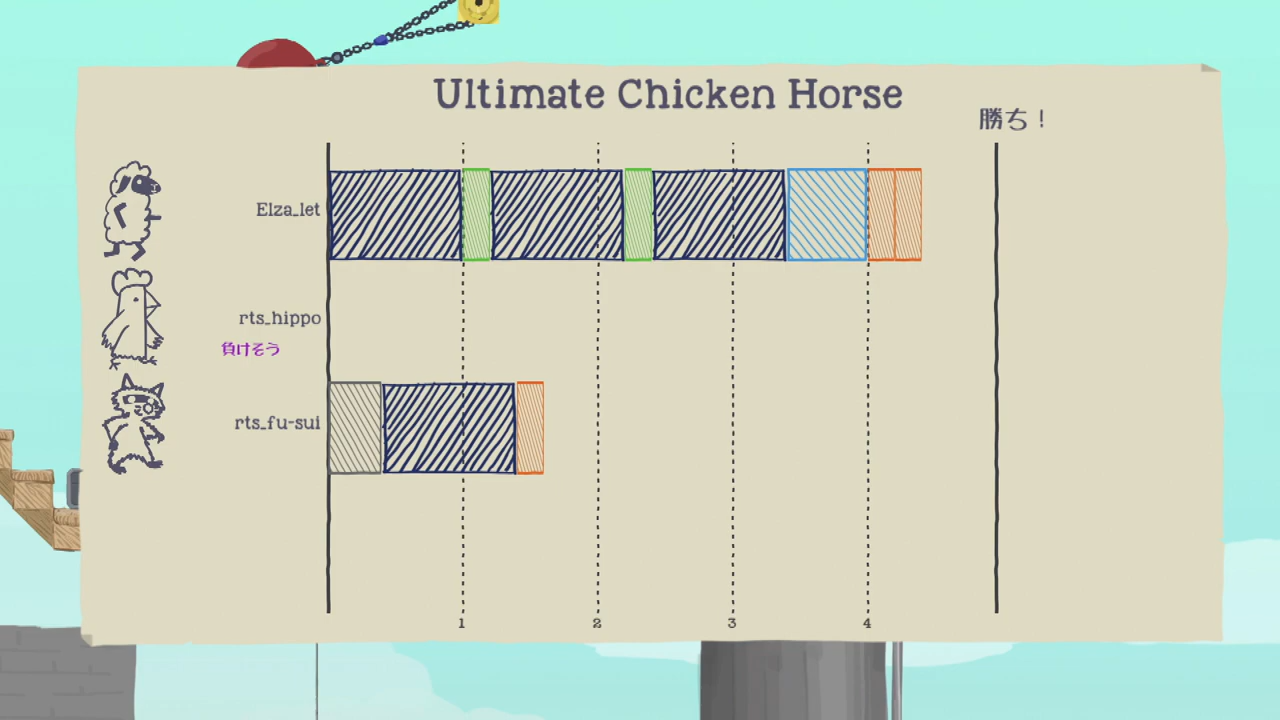 Ultimate Chicken Horse
勝ち！
Elza_let
rts_hippo
負けそう
rts_fu-sui
1 2 3 4